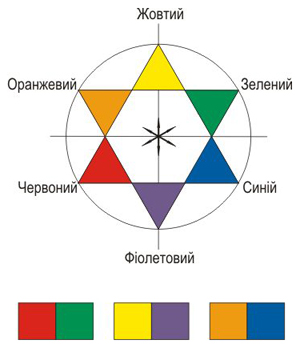 Жовтий
Оранжевий
Зелений
Червоний
Синій
Фіолетовий